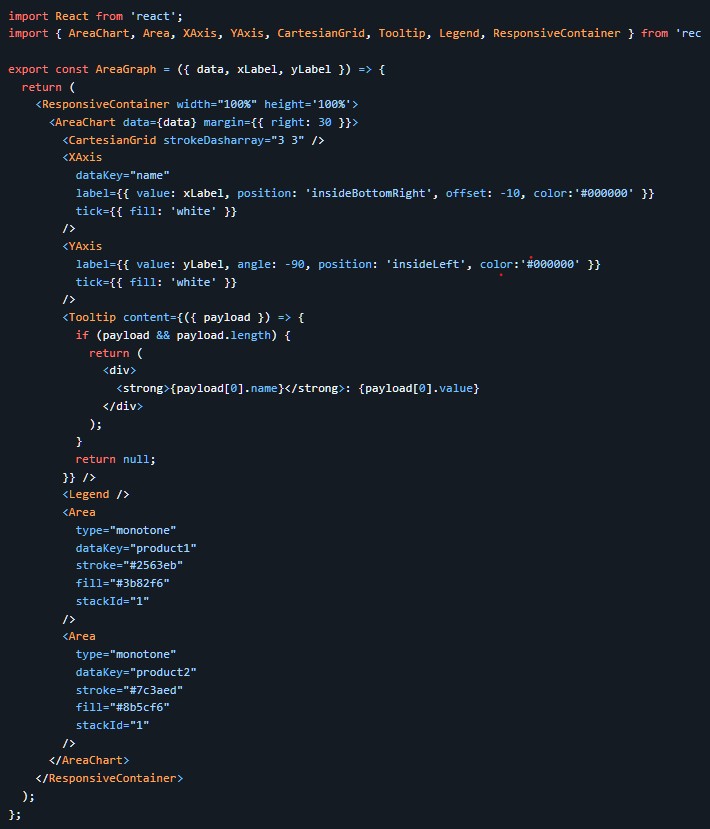 import React from 'react';
import { AreaChart, Area, XAxis, YAxis, CartesianGrid, Tooltip, Legend, ResponsiveContainer } from 'rec
export const AreaGraph = ({ data, xLabel, yLabel }) => {
  return (
    <ResponsiveContainer width="100%" height='100%'>
      <AreaChart data={data} margin={{ right: 30 }}>
        <CartesianGrid strokeDasharray="3 3" />
        <XAxis
          dataKey="name"
          label={{ value: xLabel, position: 'insideBottomRight', offset: -10, color:'#000000' }}
          tick={{ fill: 'white' }}
        />
        <YAxis
          label={{ value: yLabel, angle: -90, position: 'insideLeft', color:'#000000' }}
          tick={{ fill: 'white' }}
        />
        <Tooltip content={({ payload }) => {
          if (payload && payload.length) {
            return (
              <div>
                <strong>{payload[0].name}</strong>: {payload[0].value}
              </div>
            );
          }
          return null;
        }} />
        <Legend />
        <Area
          type="monotone"
          dataKey="product1"
          stroke="#2563eb"
          fill="#3b82f6"
          stackId="1"
        />
        <Area
          type="monotone"
          dataKey="product2"
          stroke="#7c3aed"
          fill="#8b5cf6"
          stackId="1"
        />
      </AreaChart>
    </ResponsiveContainer>
  );
};